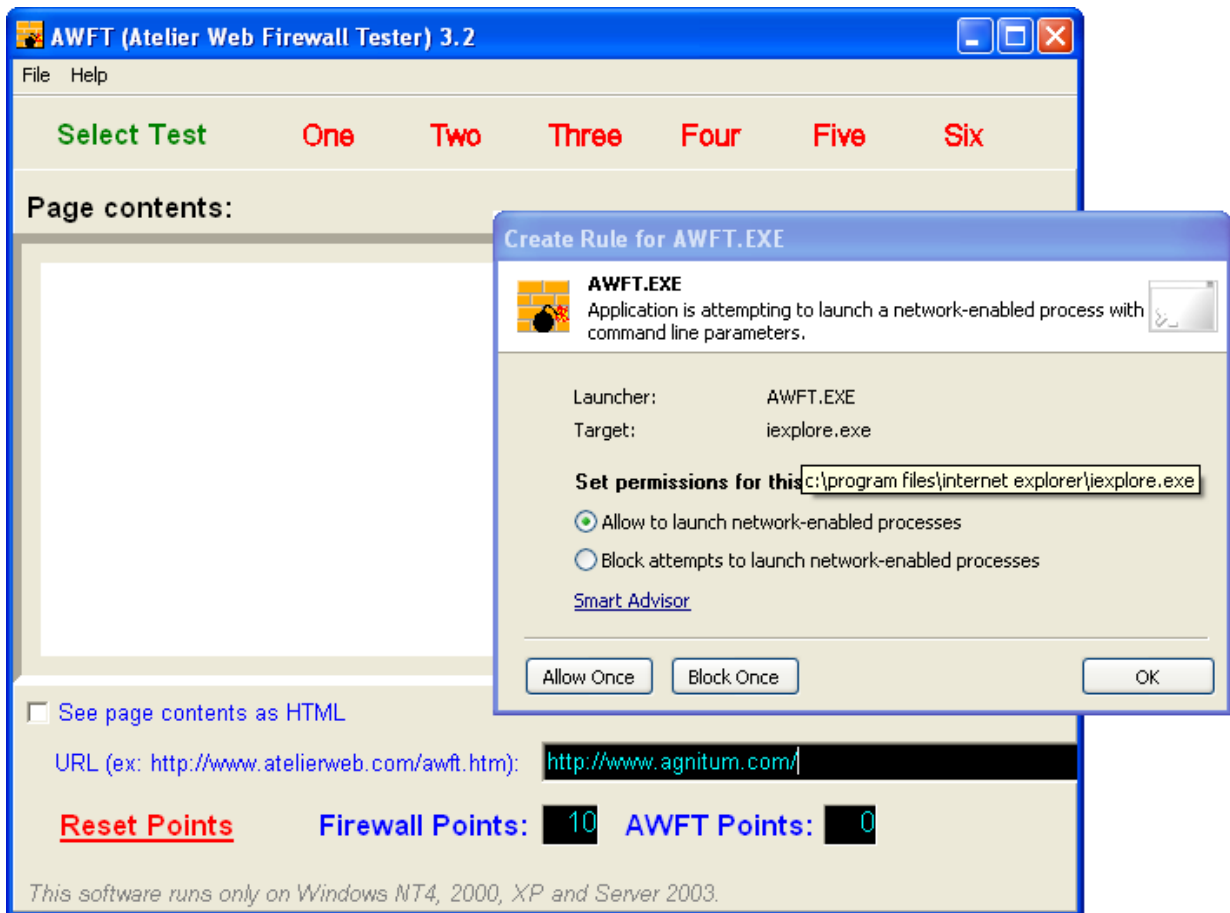 AWFT (Atelier Web Firewall Tester) 3.2
File Help
Select Test One Two Three Four Five Six
Page contents:
Create Rule for AWFT.EXE
AWFT.EXE
Application is attempting to launch a network-enabled process with
command line parameters.
Launcher: AWFT.EXE
Target: iexplore.exe
Set permissions for this
c:\program files\internet explorer\iexplore.exe
Allow to launch network-enabled processes
Block attempts to launch network-enabled processes
Smart Advisor
Allow Once Block Once OK
See page contents as HTML
URL (ex: http://www.atelierweb.com/awft.htm): http://www.agnitum.com/
Reset Points Firewall Points: 10 AWFT Points: 0
This software runs only on Windows NT4, 2000, XP and Server 2003.